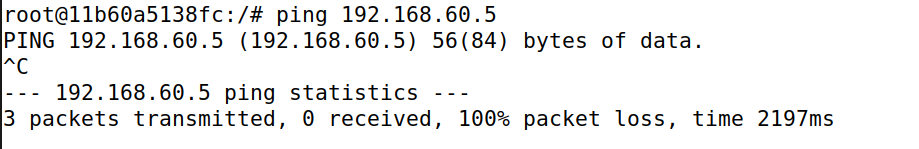 root@11b60a5138fc:/# ping 192.168.60.5
PING 192.168.60.5 (192.168.60.5) 56(84) bytes of data.
^C
--- 192.168.60.5 ping statistics ---
3 packets transmitted, 0 received, 100% packet loss, time 2197ms